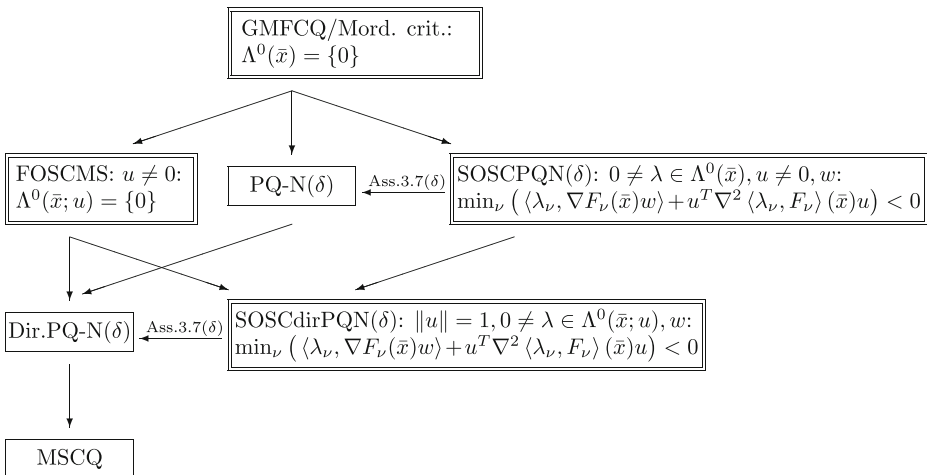 GMFCQ/Mord. crit.:
Λ⁰(x̄) = {0}
FOSCMS: u ≠ 0:
Λ⁰(x̄; u) = {0}
PQ-N(δ)
Ass.3.7(δ)
SOSCPQN(δ): 0 ≠ λ ∈ Λ⁰(x̄), u ≠ 0, w:
min_ν ( ⟨λ_ν, ∇F_ν(x̄)w⟩ + uᵀ∇² ⟨λ_ν, F_ν⟩ (x̄)u ) < 0
Dir.PQ-N(δ)
Ass.3.7(δ)
SOSCdirPQN(δ): ‖u‖ = 1, 0 ≠ λ ∈ Λ⁰(x̄; u), w:
min_ν ( ⟨λ_ν, ∇F_ν(x̄)w⟩ + uᵀ∇² ⟨λ_ν, F_ν⟩ (x̄)u ) < 0
MSCQ